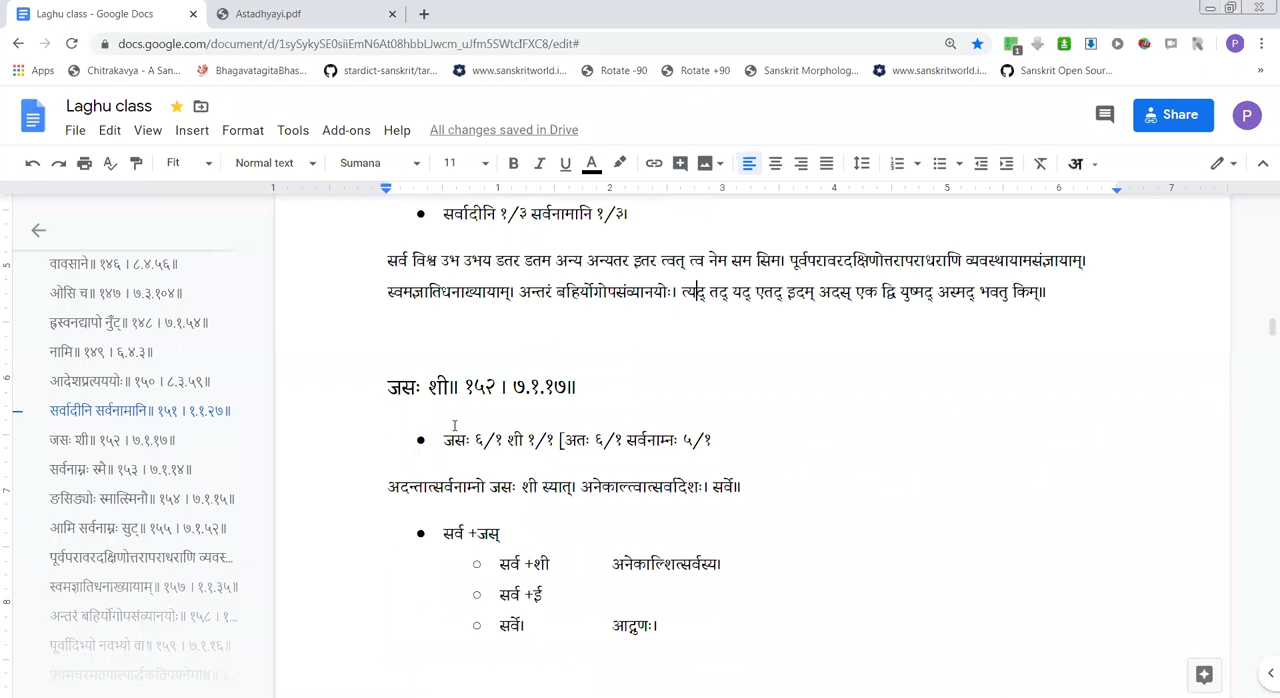 Laghu class - Google Docs
Astadhyayi.pdf
docs.google.com/document/d/1sySykySE0siiEmN6At08hbbLJwcm_uJfm5SWtcIFXC8/edit#
Apps Chitrakavya - A San... BhagavatagitaBhas... stardict-sanskrit/tar... www.sanskritworld.i... Rotate -90 Rotate +90 Sanskrit Morpholog... www.sanskritworld.i... Sanskrit Open Sour... »
Laghu class
File Edit View Insert Format Tools Add-ons Help All changes saved in Drive
Share
P
Fit Normal text Sumana 11 B I U A अ
1 1 2 3 4 5 6 7
वावसाने॥ १४६ । ८.४.५६॥
ओसि च॥ १४७ । ७.३.१०४॥
ह्रस्वनद्यापो नुँट्॥ १४८ । ७.१.५४॥
नामि॥ १४९ । ६.४.३॥
आदेशप्रत्यययोः॥ १५० । ८.३.५९॥
सर्वादीनि सर्वनामानि॥ १५१ । १.१.२७॥
जसः शी॥ १५२ । ७.१.१७॥
सर्वनाम्नः स्मै॥ १५३ । ७.१.१४॥
ङसिङ्योः स्मात्स्मिनौ॥ १५४ । ७.१.१५॥
आमि सर्वनाम्नः सुट्॥ १५५ । ७.१.५२॥
पूर्वपरावरदक्षिणोत्तरापराधराणि व्यवस्...
स्वमज्ञातिधनाख्यायाम्॥ १५७ । १.१.३५॥
अन्तरं बहिर्योगोपसंव्यानयोः॥ १५८ । १...
पूर्वादिभ्यो नवभ्यो वा॥ १५९ । ७.१.१६॥
सर्वादीनि १/३ सर्वनामानि १/३।
सर्व विश्व उभ उभय डतर डतम अन्य अन्यतर इतर त्वत् त्व नेम सम सिम। पूर्वपरावरदक्षिणोत्तरापराधराणि व्यवस्थायामसंज्ञायाम्।
स्वमज्ञातिधनाख्यायाम्। अन्तरं बहिर्योगोपसंव्यानयोः। त्यद् तद् यद् एतद् इदम् अदस् एक द्वि युष्मद् अस्मद् भवतु किम्॥
जसः शी॥ १५२ । ७.१.१७॥
जसः ६/१ शी १/१ [अतः ६/१ सर्वनाम्नः ५/१
अदन्तात्सर्वनाम्नो जसः शी स्यात्। अनेकाल्त्वात्सर्वादेशः। सर्वे॥
सर्व +जस्
सर्व +शी अनेकाल्शित्सर्वस्य।
सर्व +ई
सर्वे। आद्गुणः।